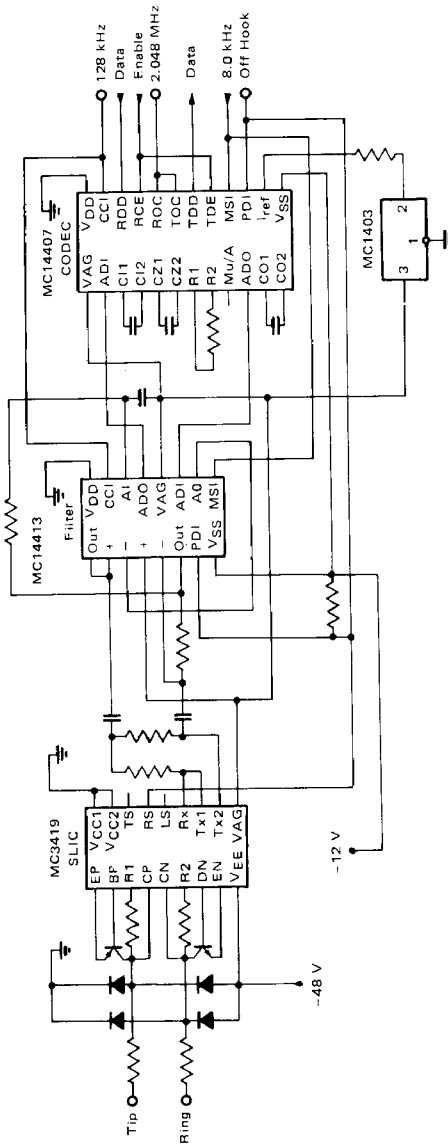 128 kHz
Data
Enable
2.048 MHz
Data
8.0 kHz
Off Hook
MC14407
CODEC
VAG
ADI
CI1
CI2
CZ1
CZ2
R1
R2
Mu/A
ADO
CO1
CO2
VDD
CCI
RDD
RCE
ROC
TOC
TDD
TDE
MSI
PDI
Iref
VSS
MC1403
3
1
2
MC14413
Filter
Out
+
−
+
−
Out
PDI
VSS
VDD
CCI
AI
ADO
VAG
ADI
A0
MSI
MC3419
SLIC
EP
BP
R1
CP
CN
R2
DN
EN
VEE
VCC1
VCC2
TS
RS
LS
Rx
Tx1
Tx2
VAG
−12 V
−48 V
Tip
Ring